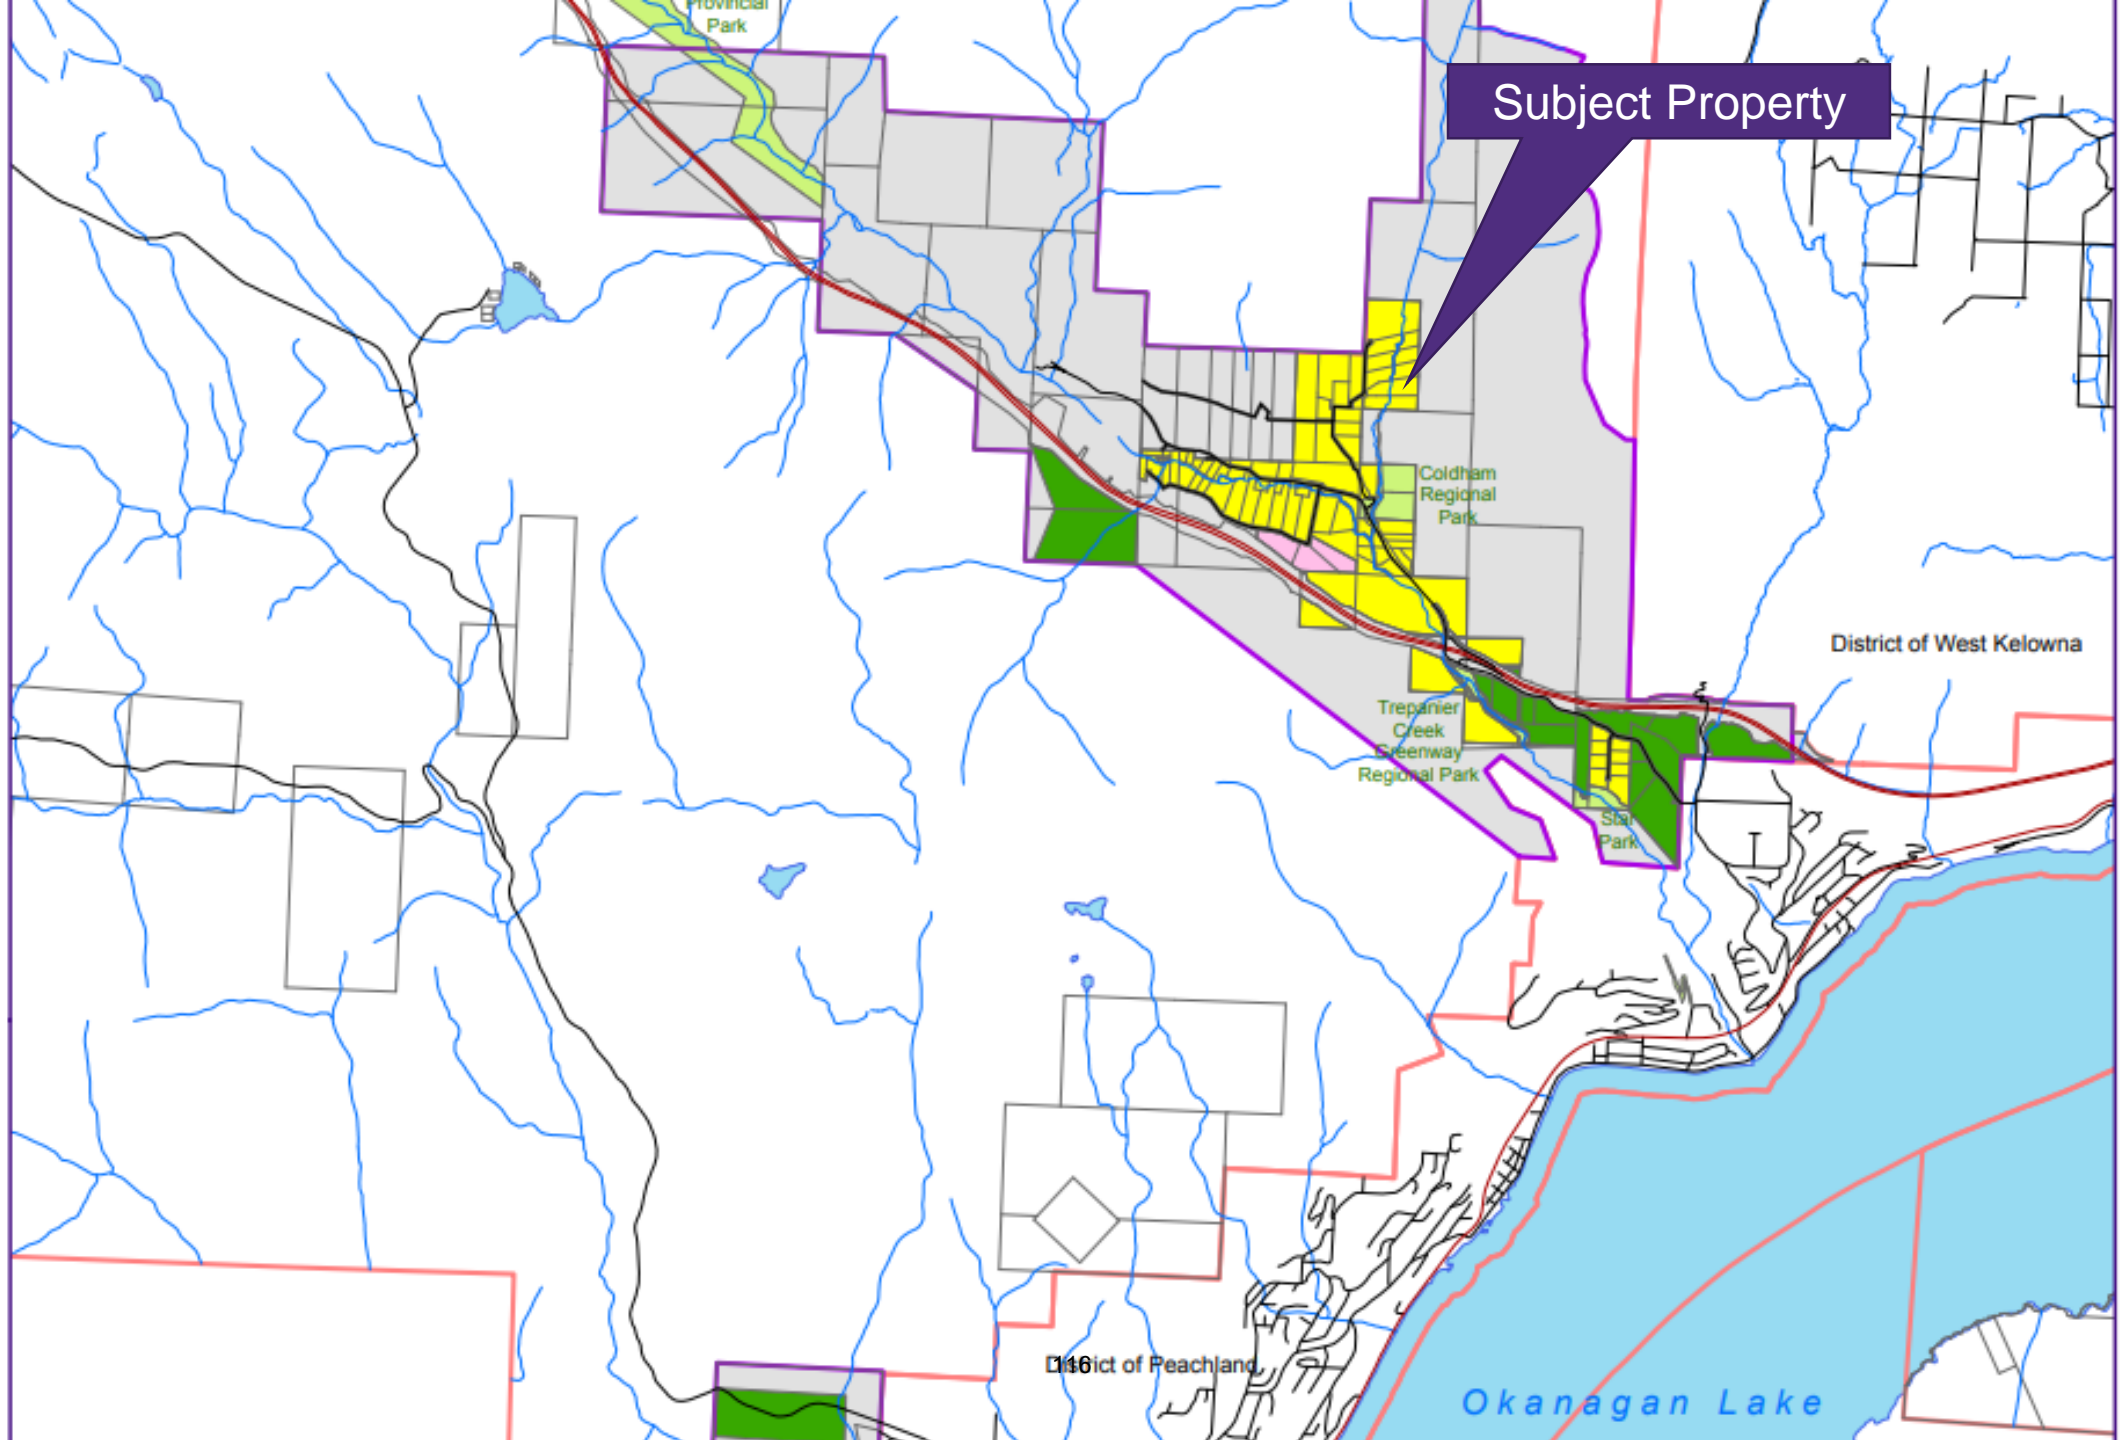 Provincial
Park
Subject Property
Coldham
Regional
Park
District of West Kelowna
Trepanier
Creek
Greenway
Regional Park
Star
Park
District of Peachland
116
Okanagan Lake